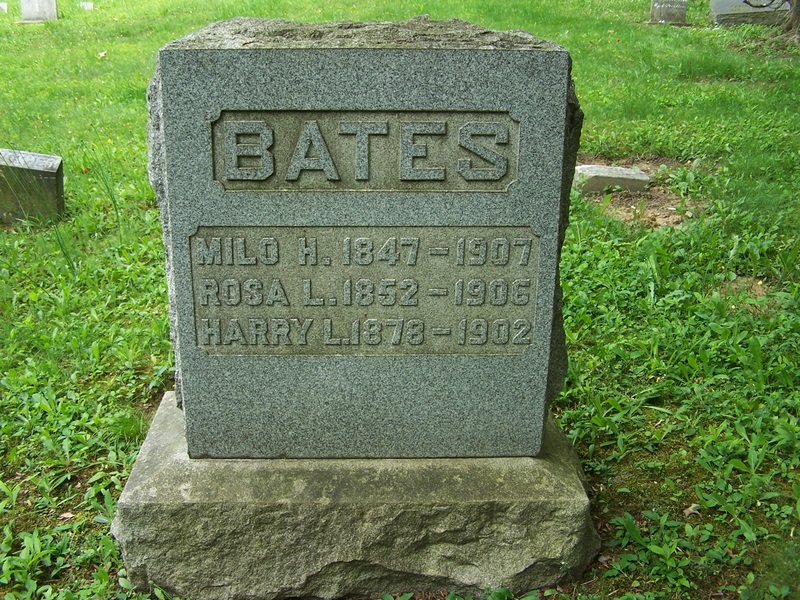 BATES
MILO H. 1847-1907
ROSA L. 1852-1906
HARRY L. 1878-1902